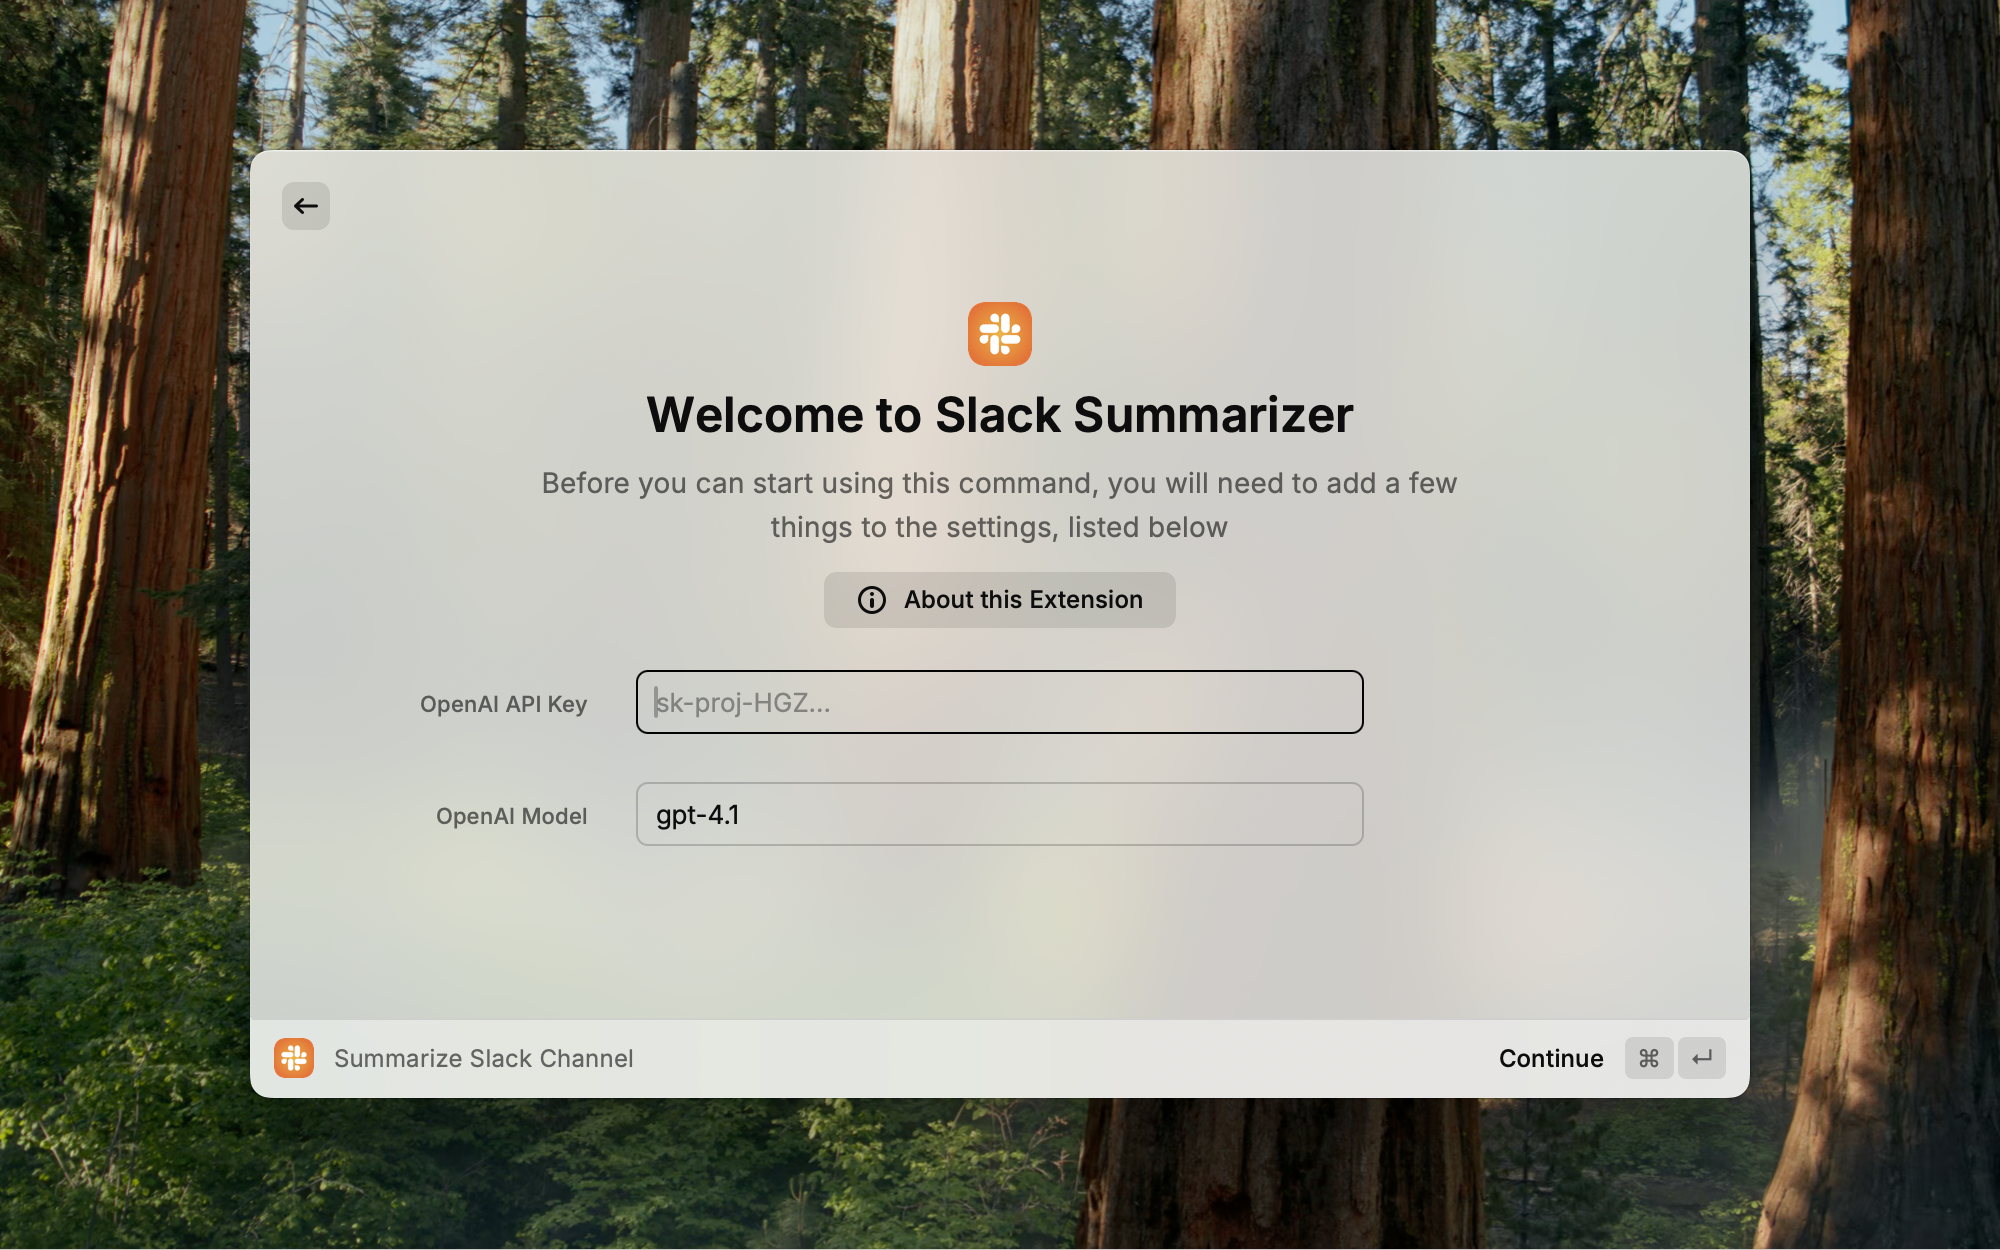 Welcome to Slack Summarizer
Before you can start using this command, you will need to add a few
things to the settings, listed below
About this Extension
OpenAI API Key
sk-proj-HGZ...
OpenAI Model
gpt-4.1
Summarize Slack Channel
Continue ⌘ ↵